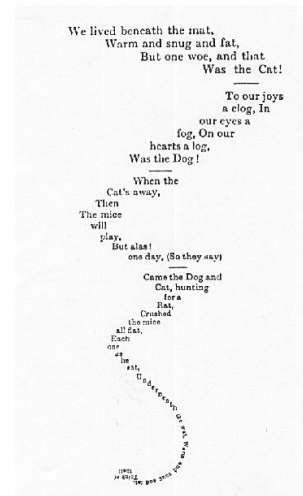 We lived beneath the mat,
Warm and snug and fat,
But one woe, and that
Was the Cat!
To our joys
a clog, In
our eyes a
fog, On our
hearts a log,
Was the Dog!
When the
Cat's away,
Then
The mice
will
play,
But alas!
one day, (So they say)
Came the Dog and
Cat, hunting
for a
Rat,
Crushed
the mice
all flat,
Each
one
as
he
sat,
Underneath the mat, Warm and snug and fat,
Think of
that!